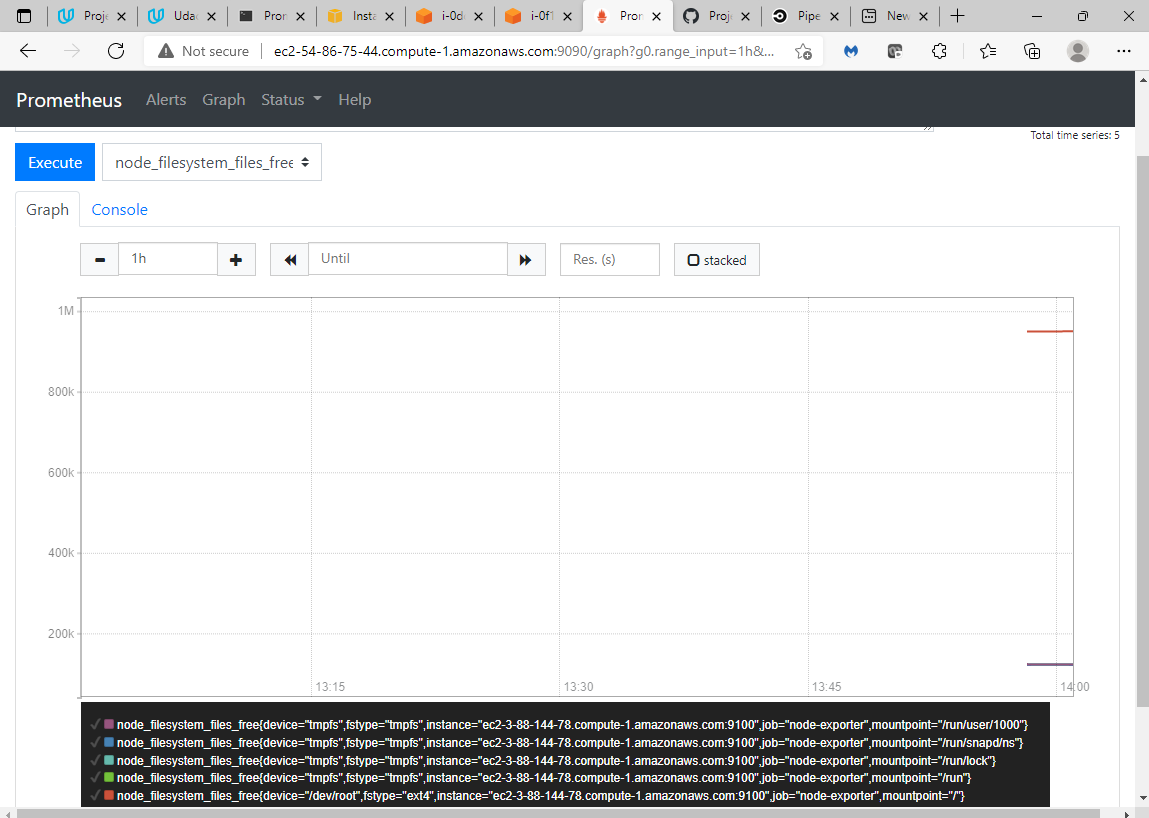 Proje Udac Pron Insta i-0d i-0f1 Pron Proje Pipe New
Not secure ec2-54-86-75-44.compute-1.amazonaws.com:9090/graph?g0.range_input=1h&...
Prometheus Alerts Graph Status Help
Total time series: 5
Execute node_filesystem_files_free
Graph Console
1h Until Res. (s) stacked
1M
800k
600k
400k
200k
13:15 13:30 13:45 14:00
node_filesystem_files_free{device="tmpfs",fstype="tmpfs",instance="ec2-3-88-144-78.compute-1.amazonaws.com:9100",job="node-exporter",mountpoint="/run/user/1000"}
node_filesystem_files_free{device="tmpfs",fstype="tmpfs",instance="ec2-3-88-144-78.compute-1.amazonaws.com:9100",job="node-exporter",mountpoint="/run/snapd/ns"}
node_filesystem_files_free{device="tmpfs",fstype="tmpfs",instance="ec2-3-88-144-78.compute-1.amazonaws.com:9100",job="node-exporter",mountpoint="/run/lock"}
node_filesystem_files_free{device="tmpfs",fstype="tmpfs",instance="ec2-3-88-144-78.compute-1.amazonaws.com:9100",job="node-exporter",mountpoint="/run"}
node_filesystem_files_free{device="/dev/root",fstype="ext4",instance="ec2-3-88-144-78.compute-1.amazonaws.com:9100",job="node-exporter",mountpoint="/"}